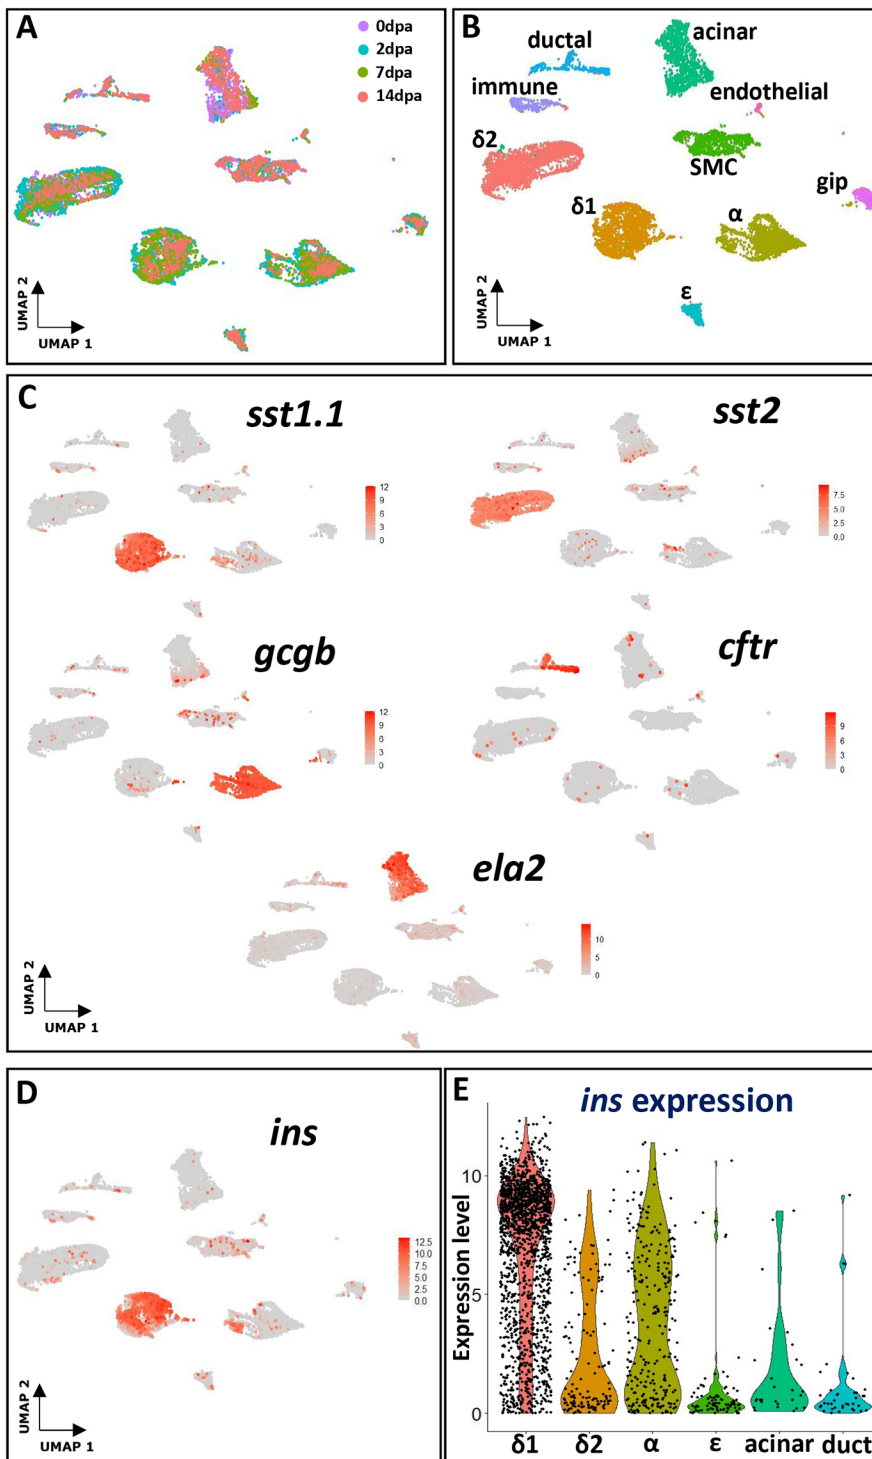 A
0dpa
2dpa
7dpa
14dpa
UMAP 2
UMAP 1
B
ductal
acinar
immune
endothelial
δ2
SMC
gip
δ1
α
ε
UMAP 2
UMAP 1
C
sst1.1
12
9
6
3
0
sst2
7.5
5.0
2.5
0.0
gcgb
12
9
6
3
0
cftr
9
6
3
0
ela2
10
5
0
UMAP 2
UMAP 1
D
ins
12.5
10.0
7.5
5.0
2.5
0.0
UMAP 2
UMAP 1
E
ins expression
Expression level
10
5
0
δ1 δ2 α ε acinar duct